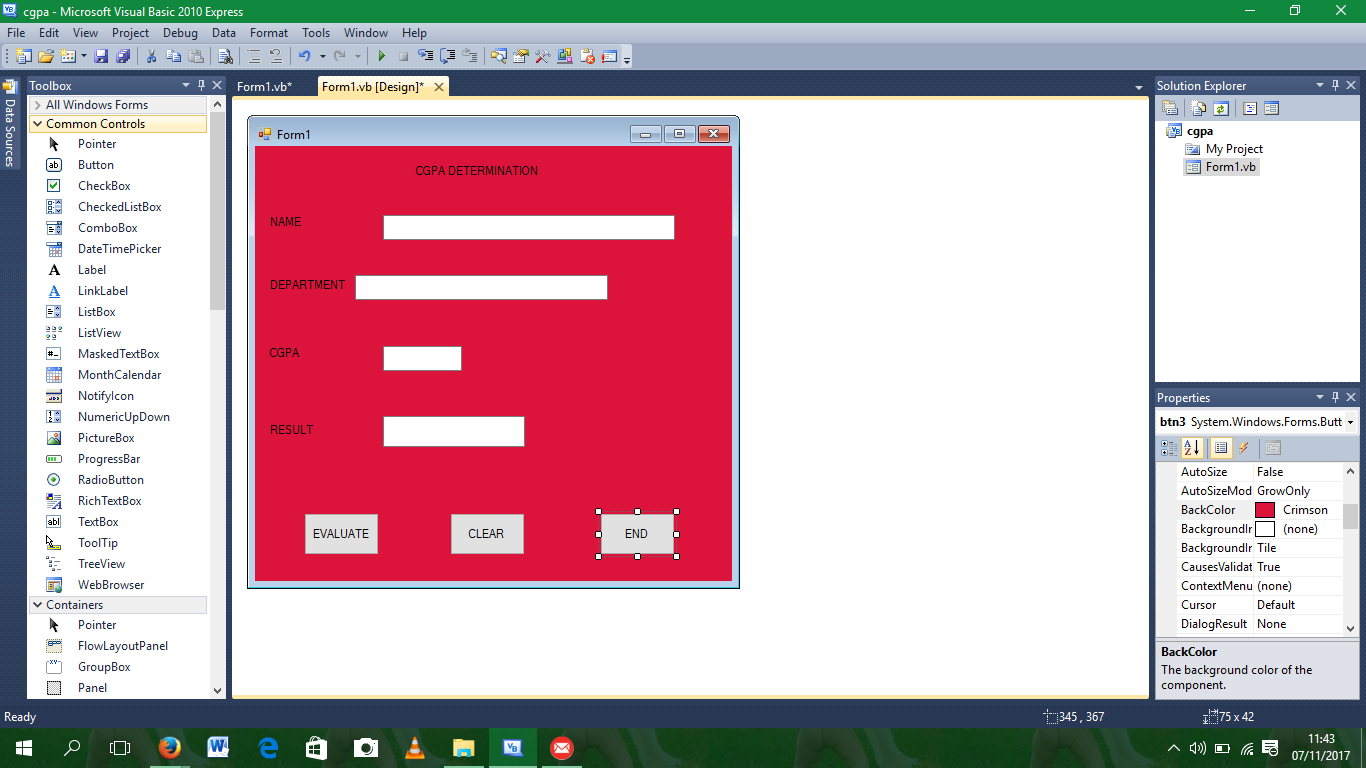 cgpa - Microsoft Visual Basic 2010 Express
File Edit View Project Debug Data Format Tools Window Help
Data Sources
Toolbox
All Windows Forms
Common Controls
Pointer
Button
CheckBox
CheckedListBox
ComboBox
DateTimePicker
Label
LinkLabel
ListBox
ListView
MaskedTextBox
MonthCalendar
NotifyIcon
NumericUpDown
PictureBox
ProgressBar
RadioButton
RichTextBox
TextBox
ToolTip
TreeView
WebBrowser
Containers
Pointer
FlowLayoutPanel
GroupBox
Panel
Form1.vb* Form1.vb [Design]*
Form1
CGPA DETERMINATION
NAME
DEPARTMENT
CGPA
RESULT
EVALUATE CLEAR END
Solution Explorer
cgpa
My Project
Form1.vb
Properties
btn3 System.Windows.Forms.Butt
AutoSize False
AutoSizeMod GrowOnly
BackColor Crimson
BackgroundIr (none)
BackgroundIr Tile
CausesValidat True
ContextMenu (none)
Cursor Default
DialogResult None
BackColor
The background color of the
component.
Ready 345 , 367 75 x 42
11:43
07/11/2017